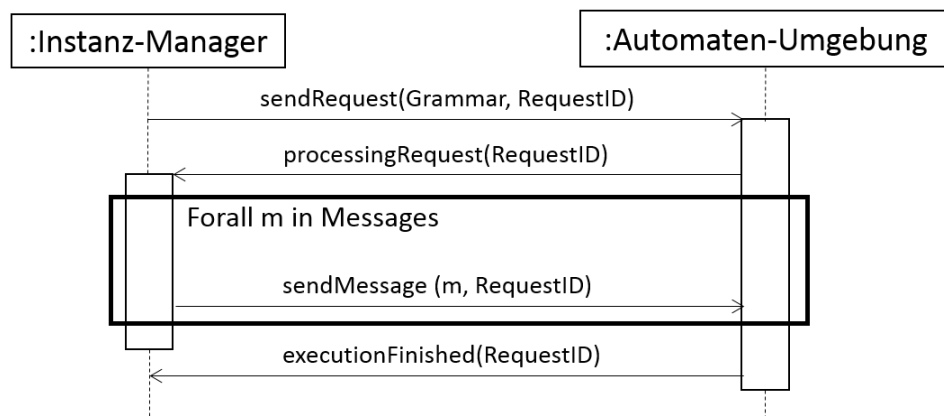 :Instanz-Manager
:Automaten-Umgebung
sendRequest(Grammar, RequestID)
processingRequest(RequestID)
Forall m in Messages
sendMessage (m, RequestID)
executionFinished(RequestID)